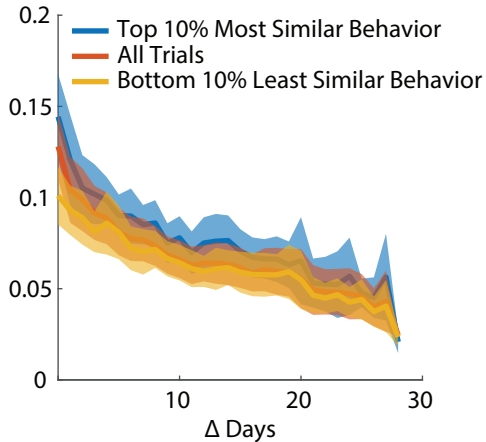 0.2
Top 10% Most Similar Behavior
All Trials
Bottom 10% Least Similar Behavior
0.15
0.1
0.05
0
10
20
30
Δ Days